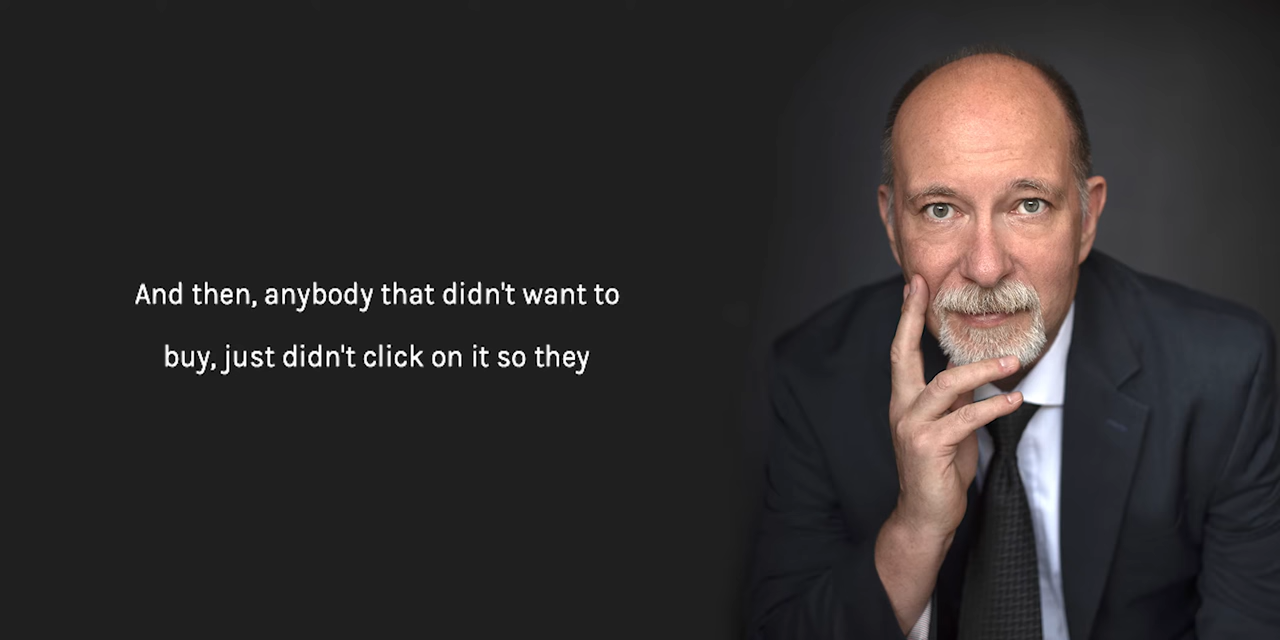 And then, anybody that didn't want to
buy, just didn't click on it so they